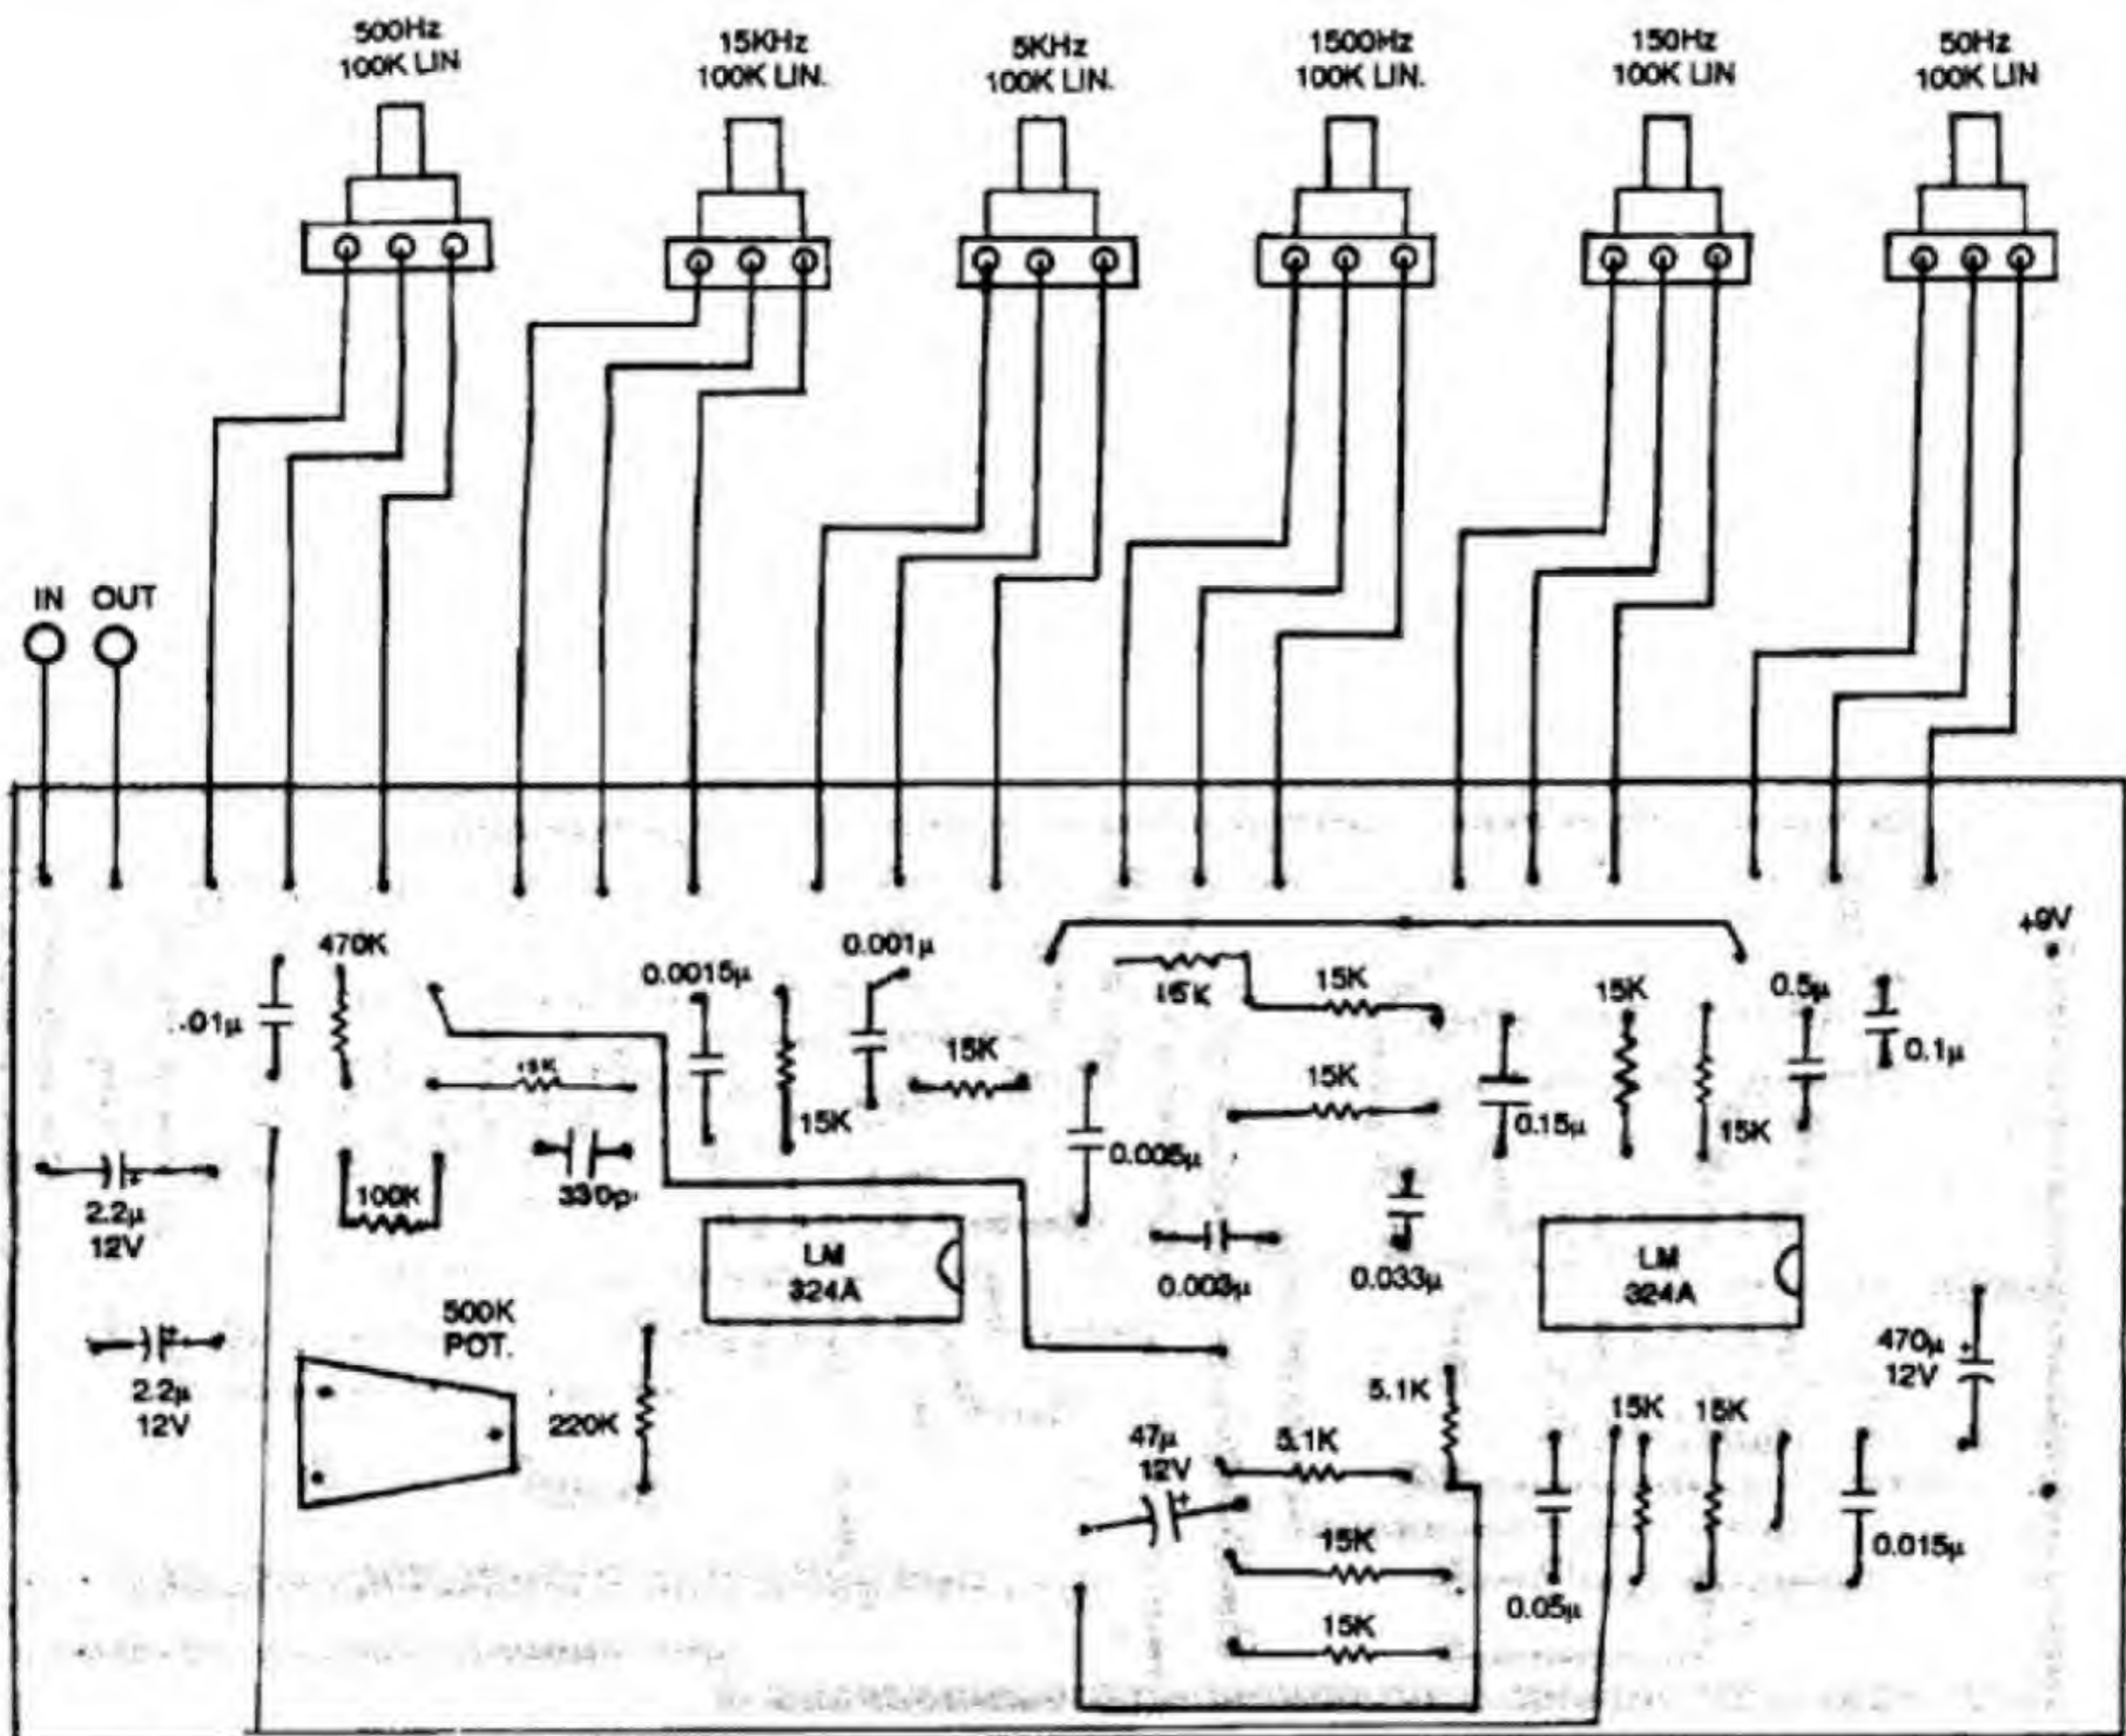 500Hz
100K LIN
15KHz
100K LIN.
5KHz
100K LIN.
1500Hz
100K LIN.
150Hz
100K LIN
50Hz
100K LIN
IN OUT
+9V
470K
.01µ
0.0015µ
0.001µ
15K
15K
15K
0.5µ
0.1µ
15K
15K
15K
15K
0.15µ
15K
0.005µ
100K
330p
2.2µ
12V
LM
324A
0.003µ
0.033µ
LM
324A
500K
POT.
2.2µ
12V
220K
5.1K
470µ +
12V
47µ
12V
5.1K
15K 15K
15K
0.015µ
0.05µ
15K